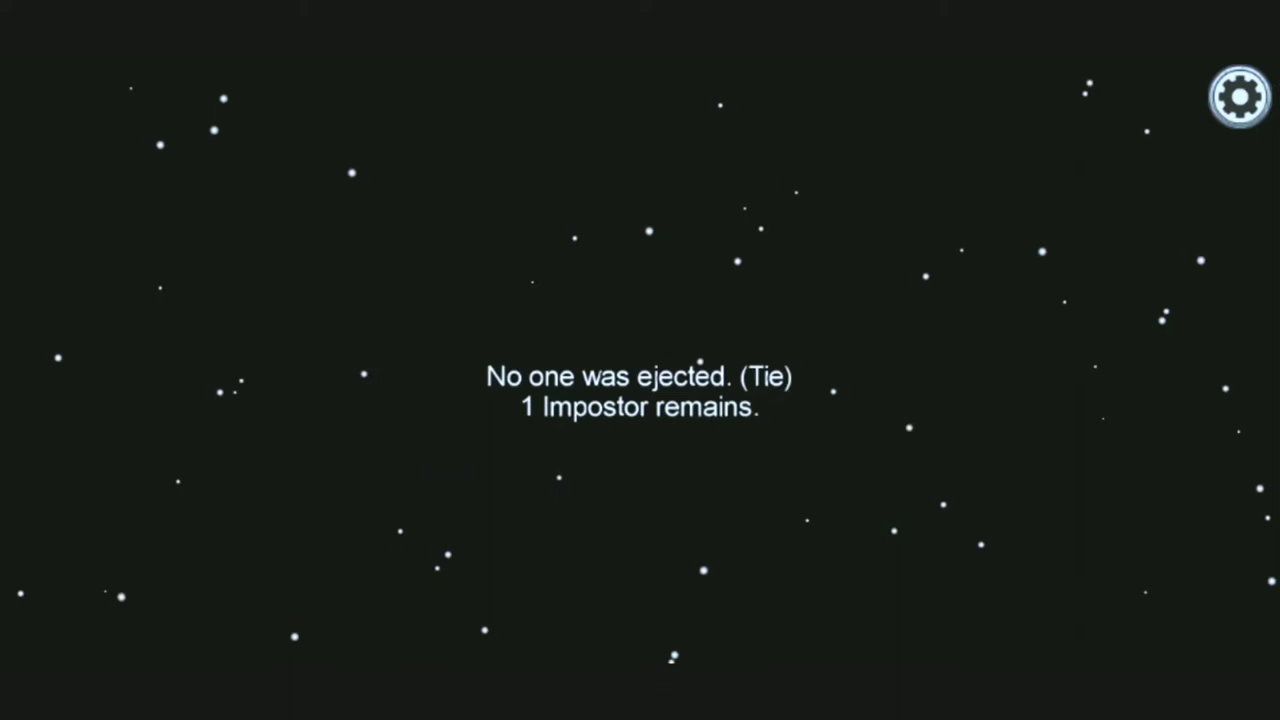 No one was ejected. (Tie)
1 Impostor remains.